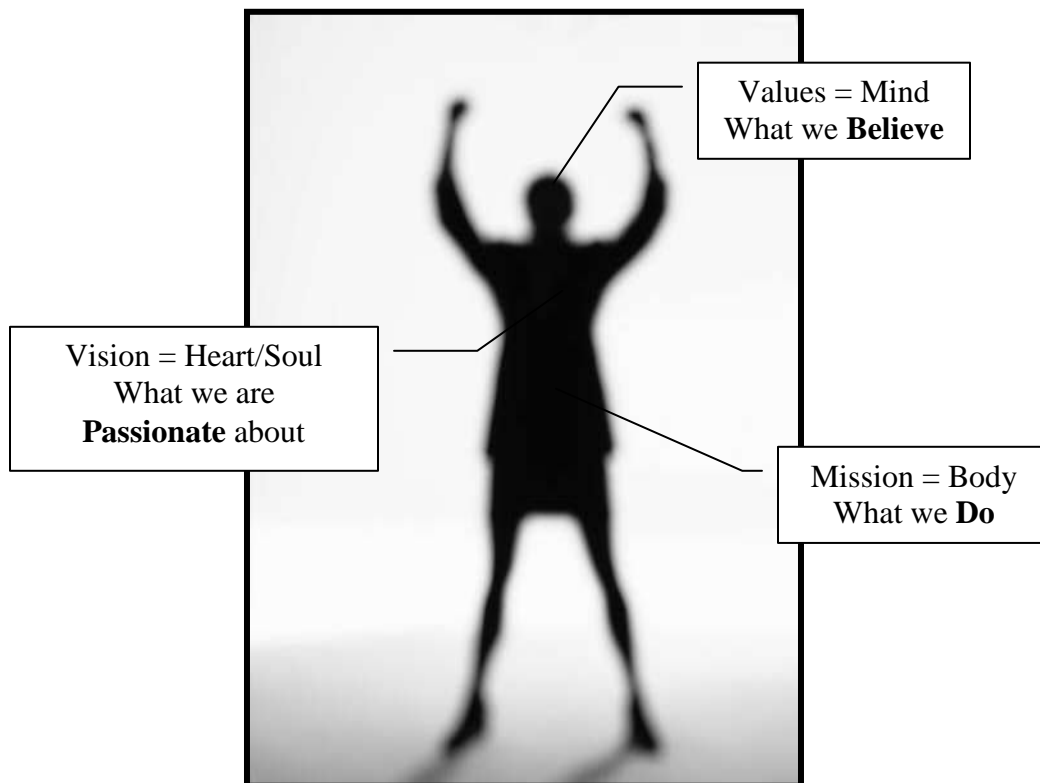 Values = Mind
What we Believe
Vision = Heart/Soul
What we are
Passionate about
Mission = Body
What we Do